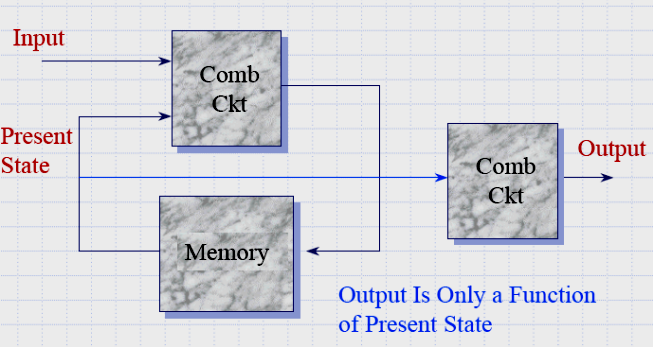 Input
Comb
Ckt
Present
State
Comb
Ckt
Output
Memory
Output Is Only a Function
of Present State